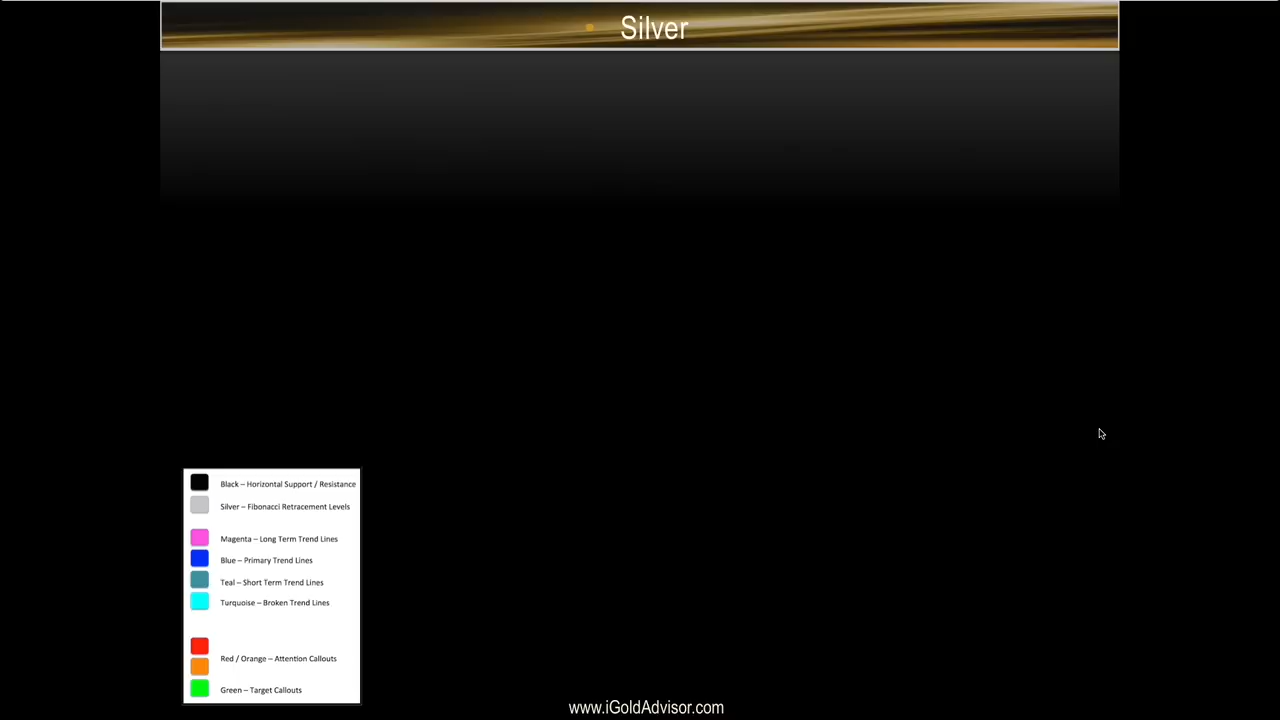 Silver
Black – Horizontal Support / Resistance
Silver – Fibonacci Retracement Levels
Magenta – Long Term Trend Lines
Blue – Primary Trend Lines
Teal – Short Term Trend Lines
Turquoise – Broken Trend Lines
Red / Orange – Attention Callouts
Green – Target Callouts
www.iGoldAdvisor.com